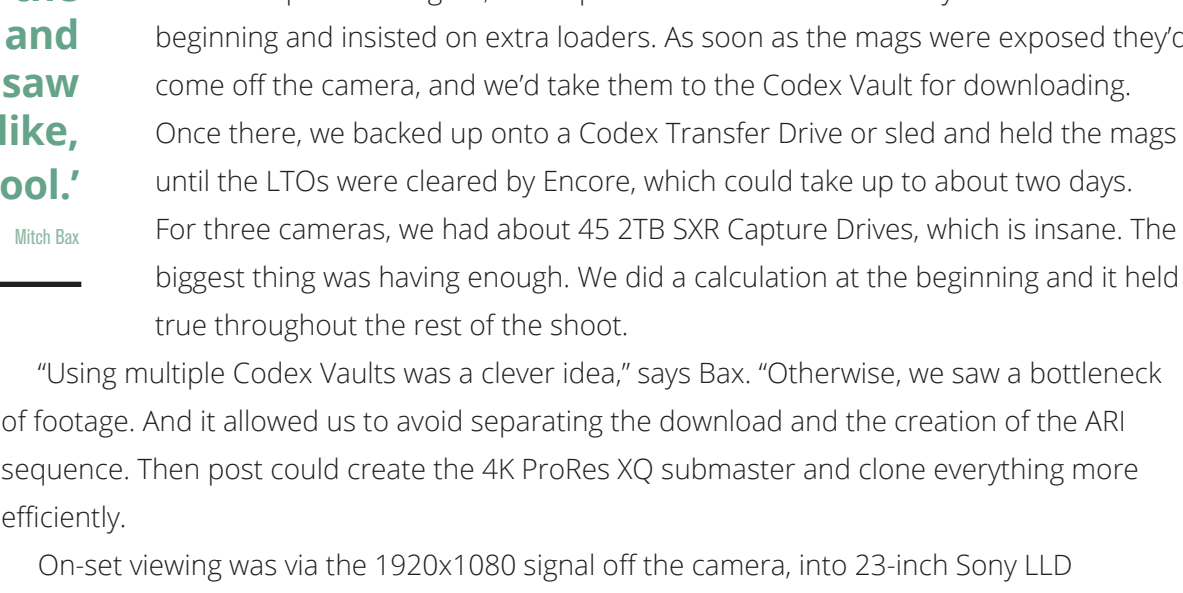 and
saw
like,
ool.’
Mitch Bax
beginning and insisted on extra loaders. As soon as the mags were exposed they’d
come off the camera, and we’d take them to the Codex Vault for downloading.
Once there, we backed up onto a Codex Transfer Drive or sled and held the mags
until the LTOs were cleared by Encore, which could take up to about two days.
For three cameras, we had about 45 2TB SXR Capture Drives, which is insane. The
biggest thing was having enough. We did a calculation at the beginning and it held
true throughout the rest of the shoot.
“Using multiple Codex Vaults was a clever idea,” says Bax. “Otherwise, we saw a bottleneck
of footage. And it allowed us to avoid separating the download and the creation of the ARI
sequence. Then post could create the 4K ProRes XQ submaster and clone everything more
efficiently.
On-set viewing was via the 1920x1080 signal off the camera, into 23-inch Sony LLD